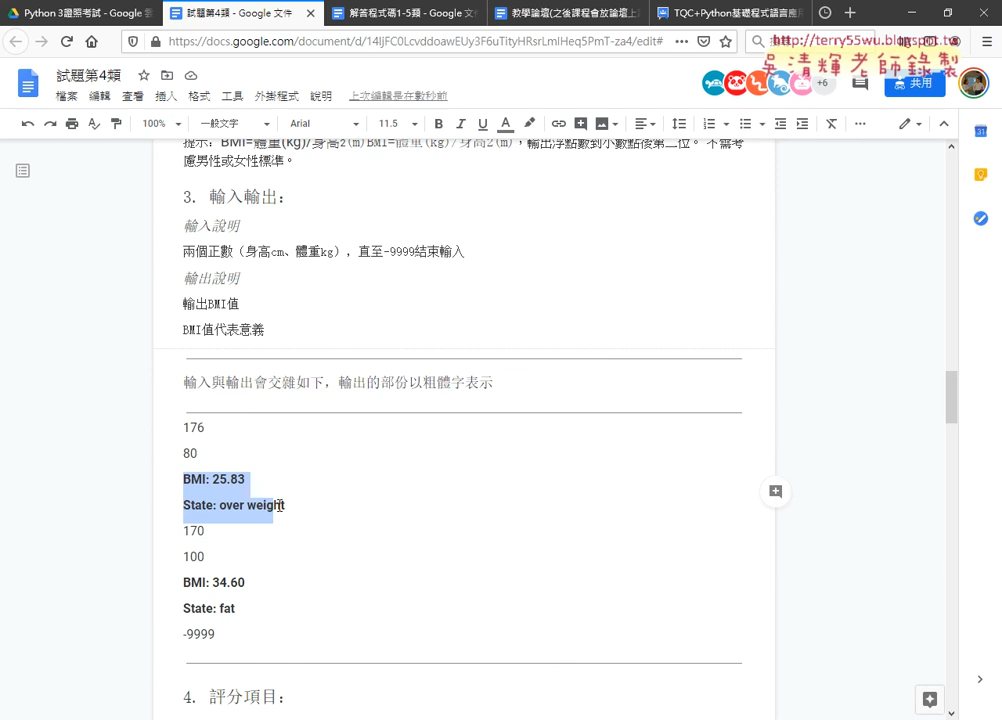 Python 3證照考試 - Google 雲
試題第4類 - Google 文件
解答程式碼1-5類 - Google 文
教學論壇(之後課程會放論壇上
TQC+Python基礎程式語言應用
https://docs.google.com/document/d/14IjFC0LcvddoawEUy3F6uTityHRsrLmIHeq5PmT-za4/edit#
http://terry55wu.blogspot.tw
吳清輝老師錄製
試題第4類
檔案 編輯 查看 插入 格式 工具 外掛程式 說明 上次編輯是在數秒前
+6
共用
100% 一般文字 Arial 11.5
提示：BMI=體重(kg)/身高2(m)BMI=體重(kg)/身高2(m)，輸出浮點數到小數點後第二位。 不需考
慮男性或女性標準。
3. 輸入輸出:
輸入說明
兩個正數（身高cm、體重kg），直至-9999結束輸入
輸出說明
輸出BMI值
BMI值代表意義
輸入與輸出會交雜如下，輸出的部份以粗體字表示
176
80
BMI: 25.83
State: over weight
170
100
BMI: 34.60
State: fat
-9999
4. 評分項目: